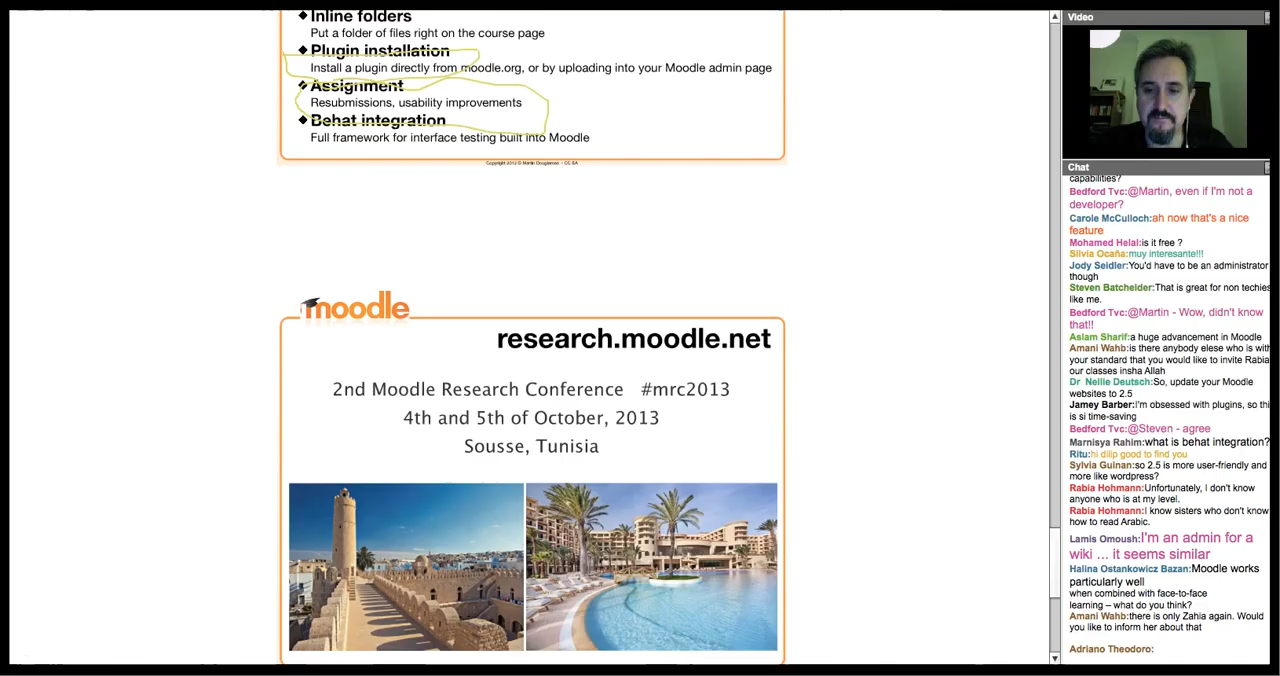 Inline folders
Put a folder of files right on the course page
Plugin installation
Install a plugin directly from moodle.org, or by uploading into your Moodle admin page
Assignment
Resubmissions, usability improvements
Behat integration
Full framework for interface testing built into Moodle
Copyright 2013 © Martin Dougiamas - CC SA
moodle
research.moodle.net
2nd Moodle Research Conference #mrc2013
4th and 5th of October, 2013
Sousse, Tunisia
Video
Chat
capabilities?
Bedford Tvc:@Martin, even if I'm not a
developer?
Carole McCulloch:ah now that's a nice
feature
Mohamed Helal:is it free ?
Silvia Ocaña:muy interesante!!!
Jody Seidler:You'd have to be an administrator
though
Steven Batchelder:That is great for non techies
like me.
Bedford Tvc:@Martin - Wow, didn't know
that!!
Aslam Sharif:a huge advancement in Moodle
Amani Wahb:is there anybody elese who is with
your standard that you would like to invite Rabia
our classes insha Allah
Dr Nellie Deutsch:So, update your Moodle
websites to 2.5
Jamey Barber:I'm obsessed with plugins, so thi
is si time-saving
Bedford Tvc:@Steven - agree
Marnisya Rahim:what is behat integration?
Ritu:hi dilip good to find you
Sylvia Guinan:so 2.5 is more user-friendly and
more like wordpress?
Rabia Hohmann:Unfortunately, I don't know
anyone who is at my level.
Rabia Hohmann:I know sisters who don't know
how to read Arabic.
Lamis Omoush:I'm an admin for a
wiki ... it seems similar
Halina Ostankowicz Bazan:Moodle works
particularly well
when combined with face-to-face
learning – what do you think?
Amani Wahb:there is only Zahia again. Would
you like to inform her about that
Adriano Theodoro: